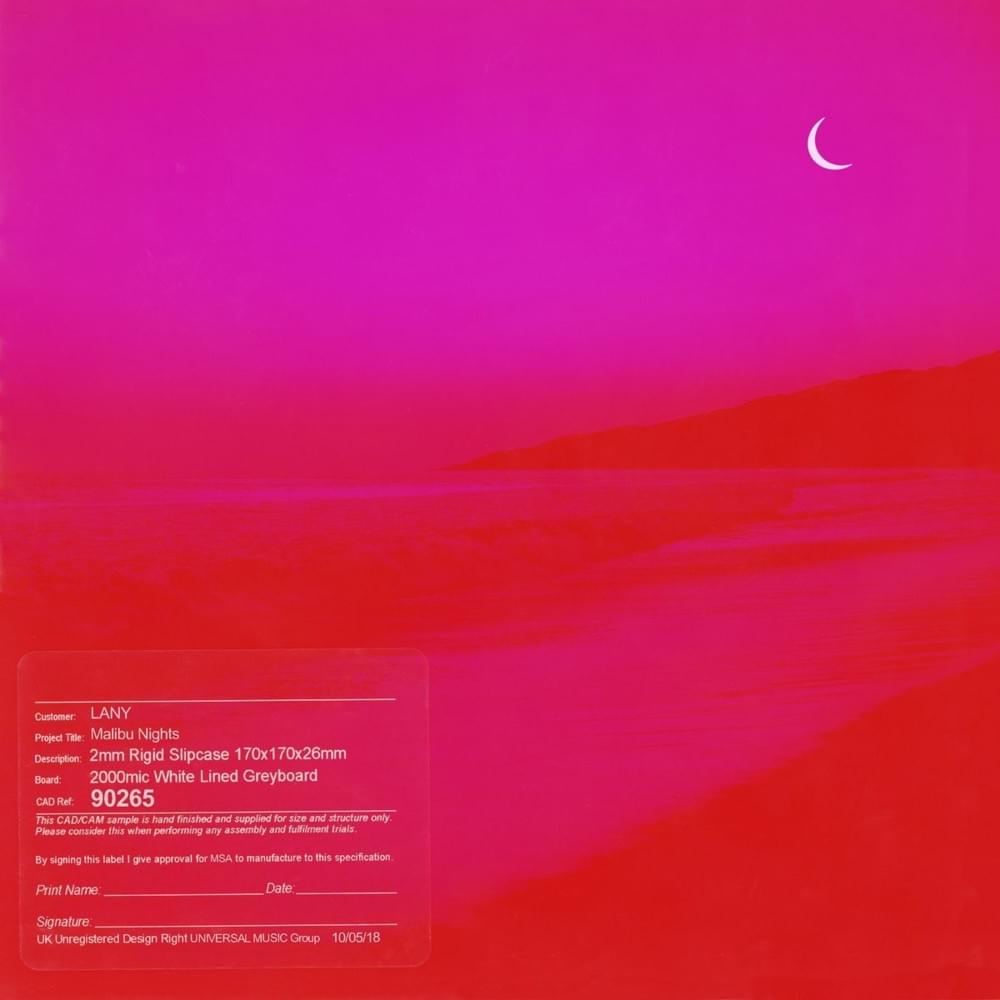 Customer: LANY
Project Title: Malibu Nights
Description: 2mm Rigid Slipcase 170x170x26mm
Board: 2000mic White Lined Greyboard
CAD Ref: 90265
This CAD/CAM sample is hand finished and supplied for size and structure only.
Please consider this when performing any assembly and fulfilment trials.
By signing this label I give approval for MSA to manufacture to this specification.
Print Name: Date:
Signature:
UK Unregistered Design Right UNIVERSAL MUSIC Group 10/05/18